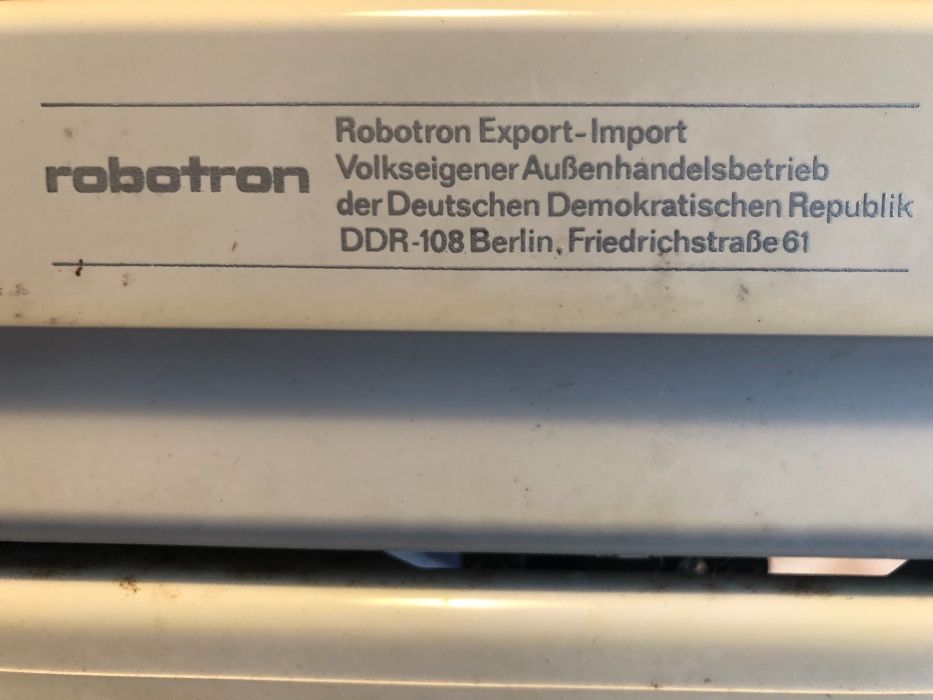 robotron
Robotron Export-Import
Volkseigener Außenhandelsbetrieb
der Deutschen Demokratischen Republik
DDR-108 Berlin, Friedrichstraße 61